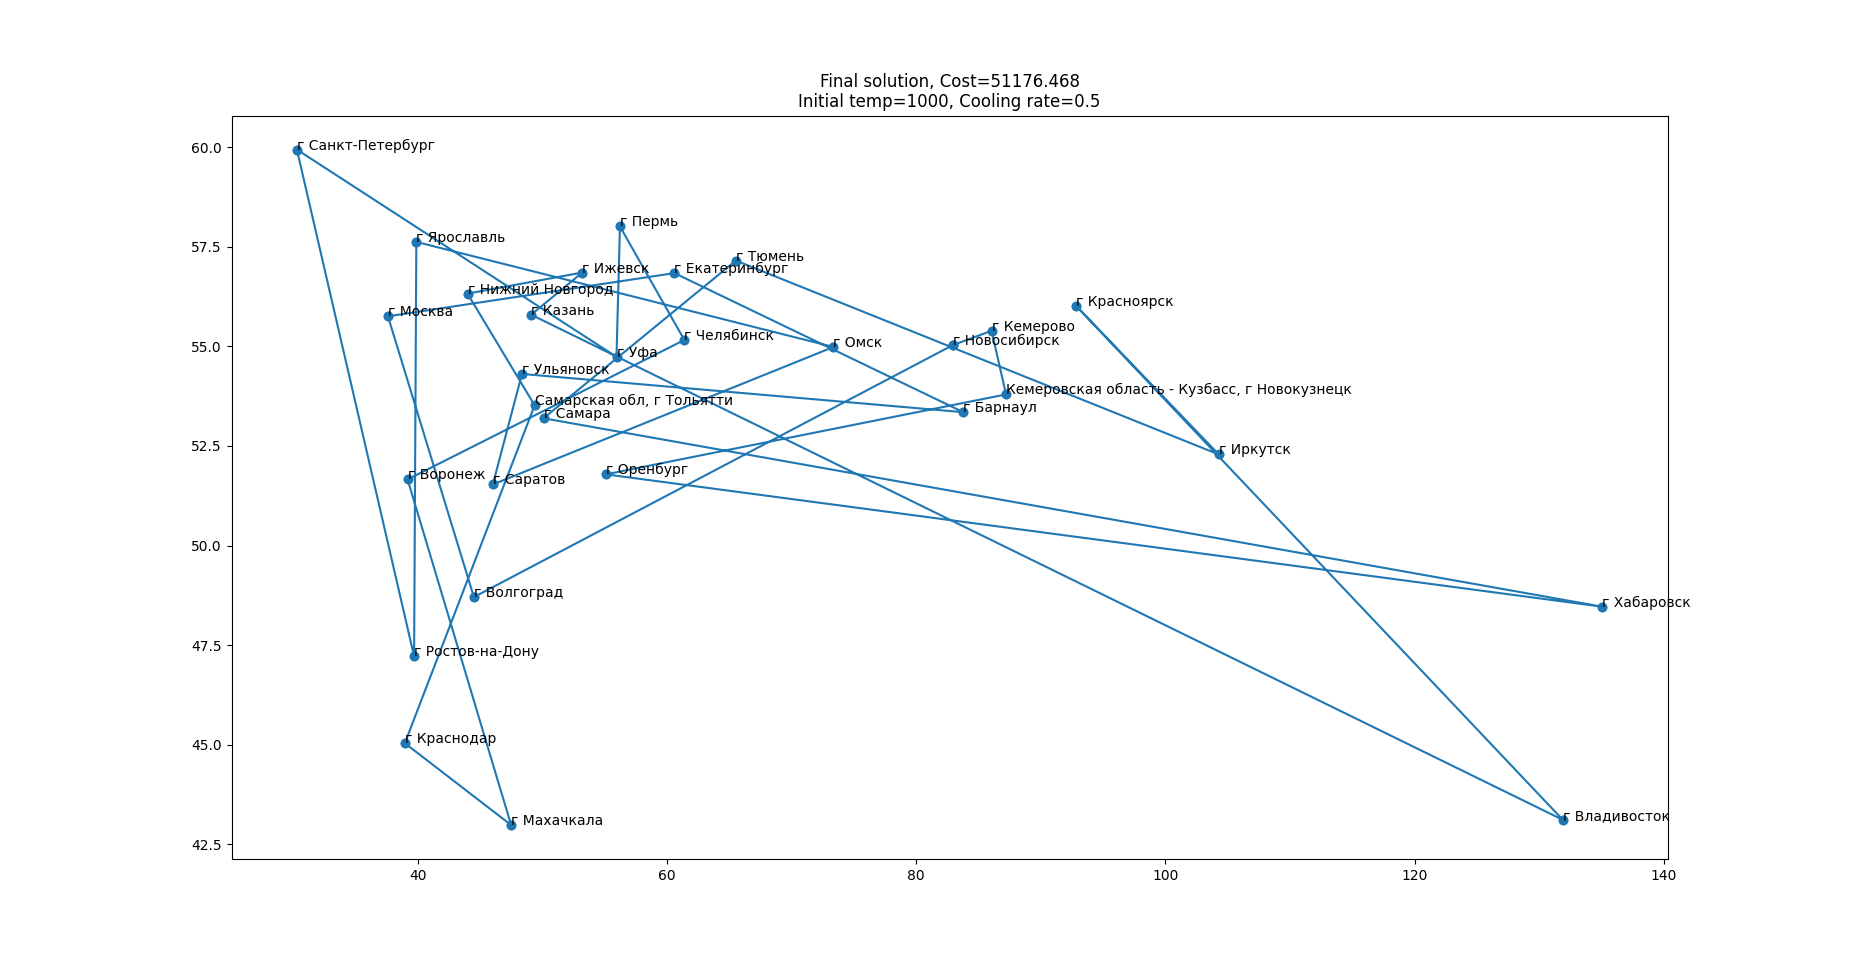 Final solution, Cost=51176.468
Initial temp=1000, Cooling rate=0.5
60.0
57.5
55.0
52.5
50.0
47.5
45.0
42.5
г Санкт-Петербург
г Пермь
г Ярославль
г Тюмень
г Ижевск
г Екатеринбург
г Нижний Новгород
г Красноярск
г Москва
г Казань
г Кемерово
г Челябинск
г Новосибирск
г Омск
г Уфа
г Ульяновск
Кемеровская область - Кузбасс, г Новокузнецк
Самарская обл, г Тольятти
г Барнаул
г Самара
г Иркутск
г Оренбург
г Воронеж
г Саратов
г Хабаровск
г Волгоград
г Ростов-на-Дону
г Краснодар
г Махачкала
г Владивосток
40
60
80
100
120
140